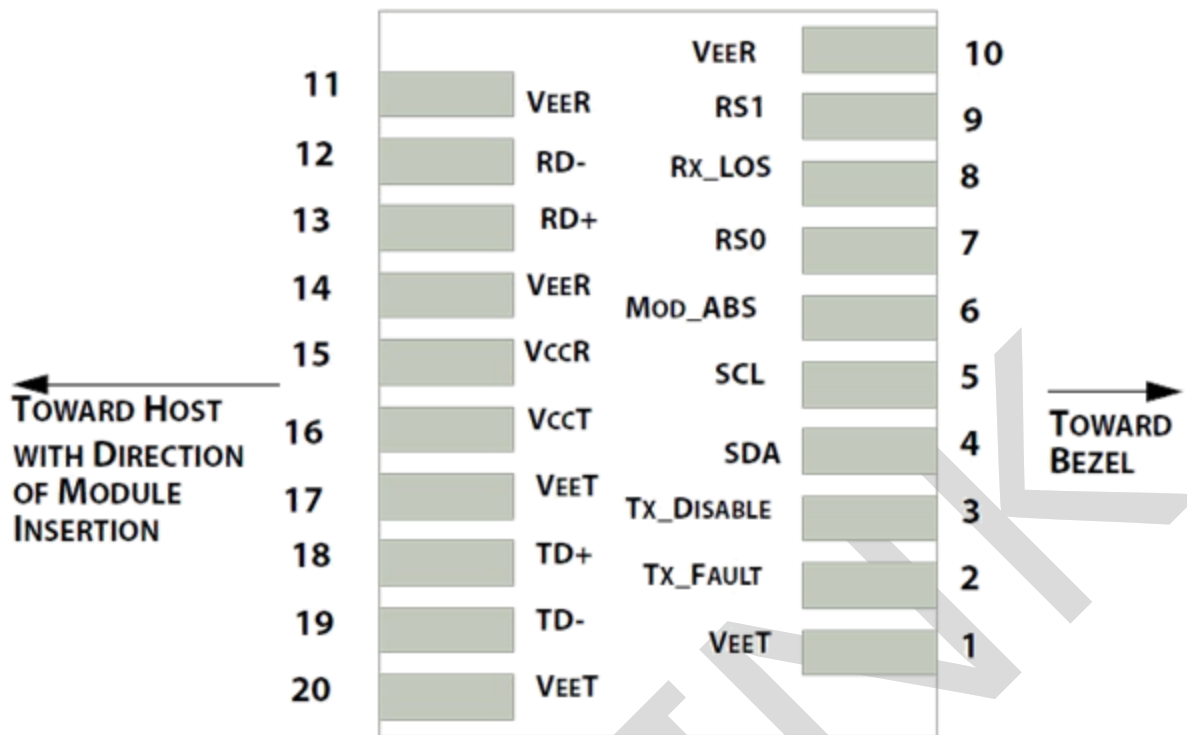 11 VEER
12 RD-
13 RD+
14 VEER
15 VCCR
16 VCCT
17 VEET
18 TD+
19 TD-
20 VEET
VEER 10
RS1 9
RX_LOS 8
RS0 7
MOD_ABS 6
SCL 5
SDA 4
TX_DISABLE 3
TX_FAULT 2
VEET 1
TOWARD HOST
WITH DIRECTION
OF MODULE
INSERTION
TOWARD
BEZEL